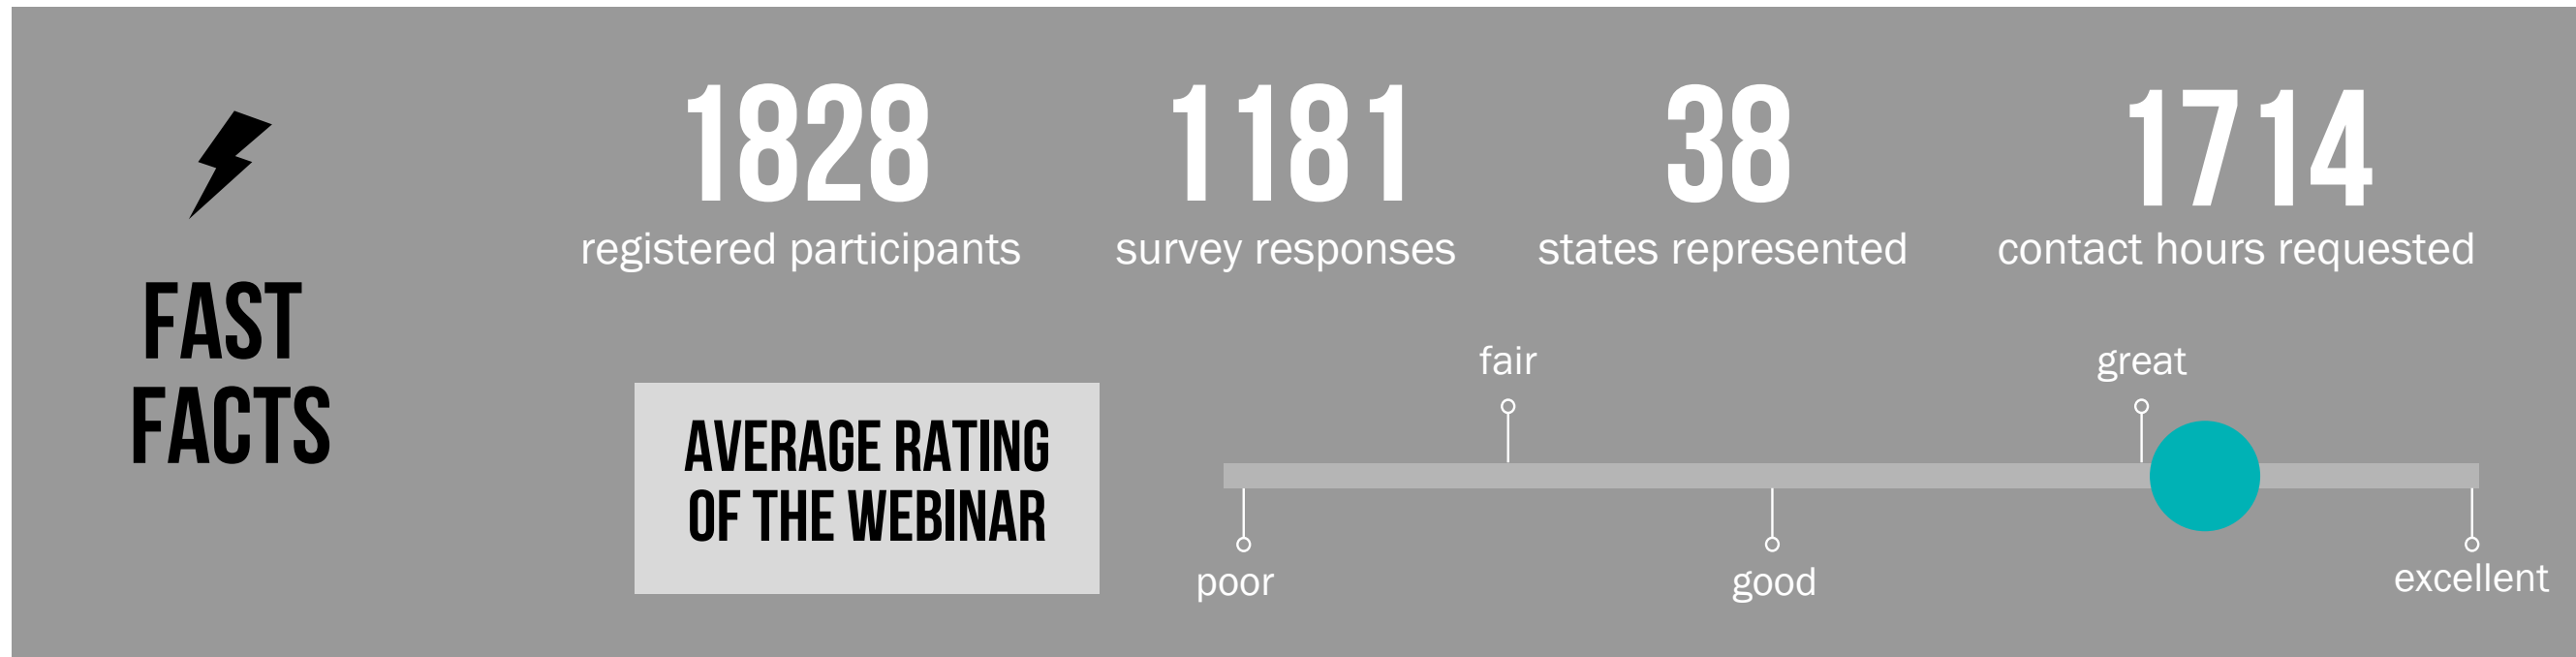 FAST
FACTS
1828
registered participants
1181
survey responses
38
states represented
1714
contact hours requested
AVERAGE RATING
OF THE WEBINAR
poor
fair
good
great
excellent